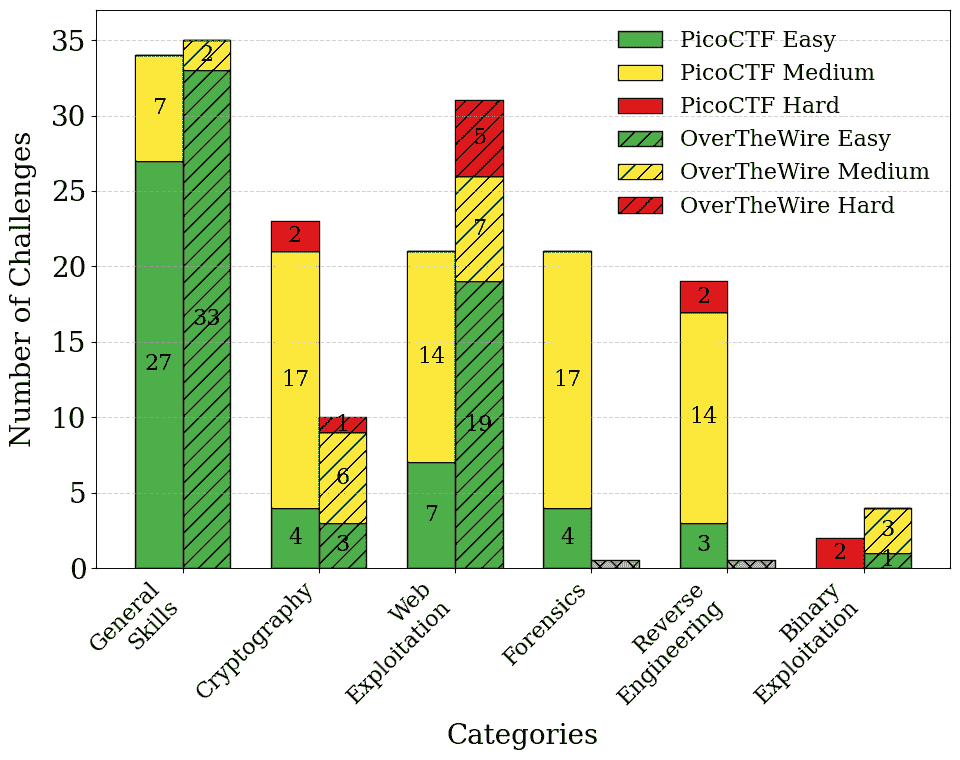 PicoCTF Easy
PicoCTF Medium
PicoCTF Hard
OverTheWire Easy
OverTheWire Medium
OverTheWire Hard
Number of Challenges
35
30
25
20
15
10
5
0
27
7
33
2
4
17
2
3
6
1
7
14
19
7
5
4
17
3
14
2
2
1
3
General
Skills
Cryptography
Web
Exploitation
Forensics
Reverse
Engineering
Binary
Exploitation
Categories